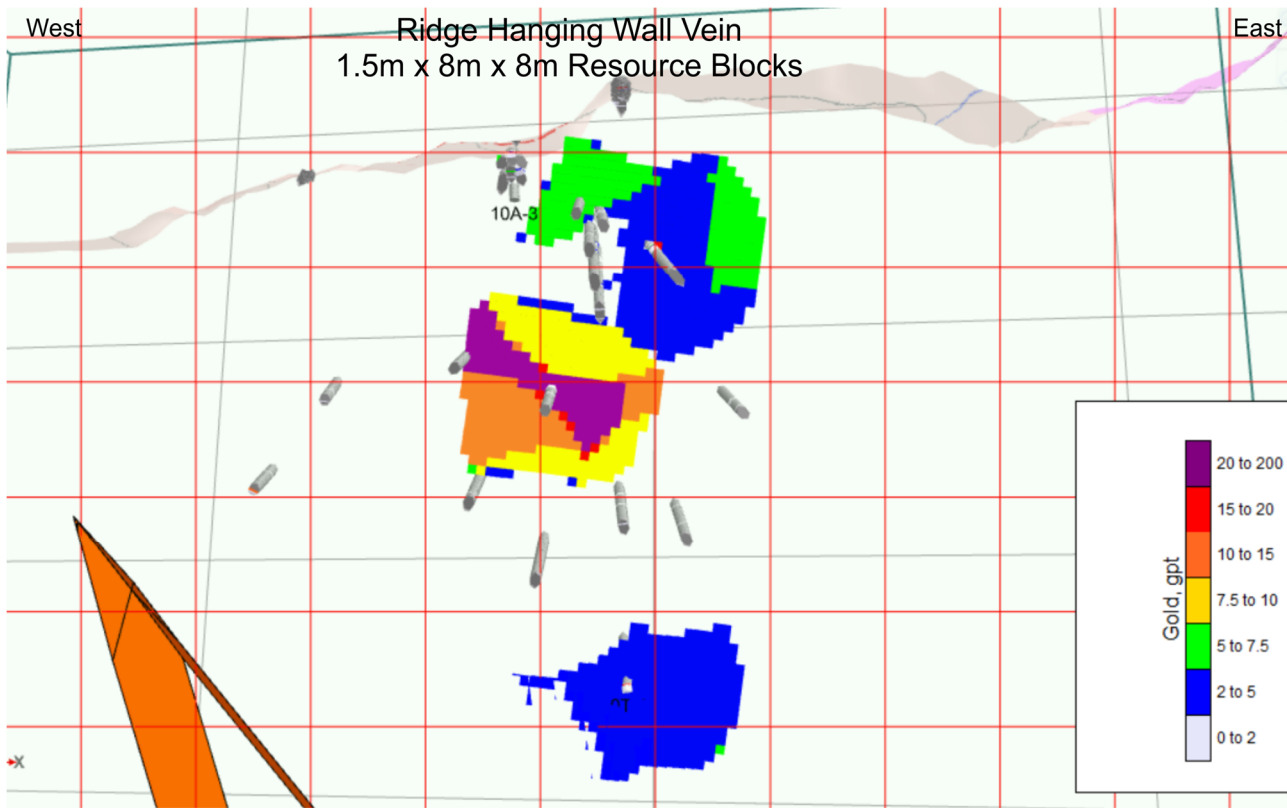 West
Ridge Hanging Wall Vein
East
1.5m x 8m x 8m Resource Blocks
10A-3
Gold, gpt
20 to 200
15 to 20
10 to 15
7.5 to 10
5 to 7.5
2 to 5
0 to 2
X